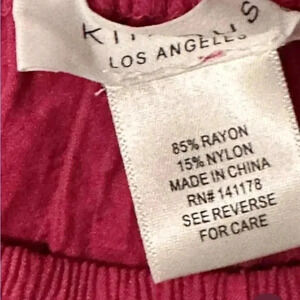 LOS ANGELES
85% RAYON
15% NYLON
MADE IN CHINA
RN# 141178
SEE REVERSE
FOR CARE